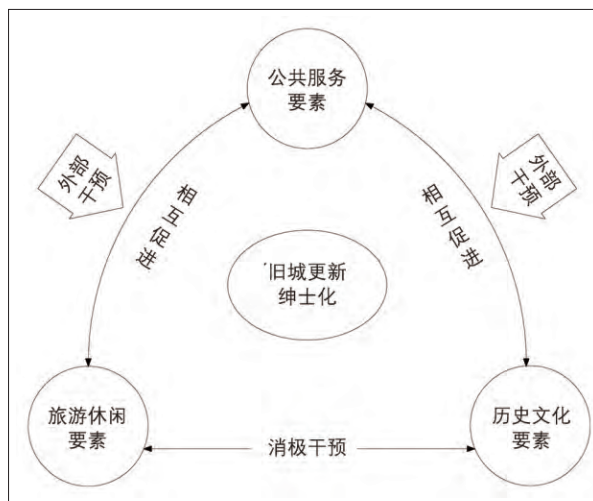 公共服务
要素
外部
干预
外部
干预
相互促进
相互促进
旧城更新
绅士化
旅游休闲
要素
消极干预
历史文化
要素